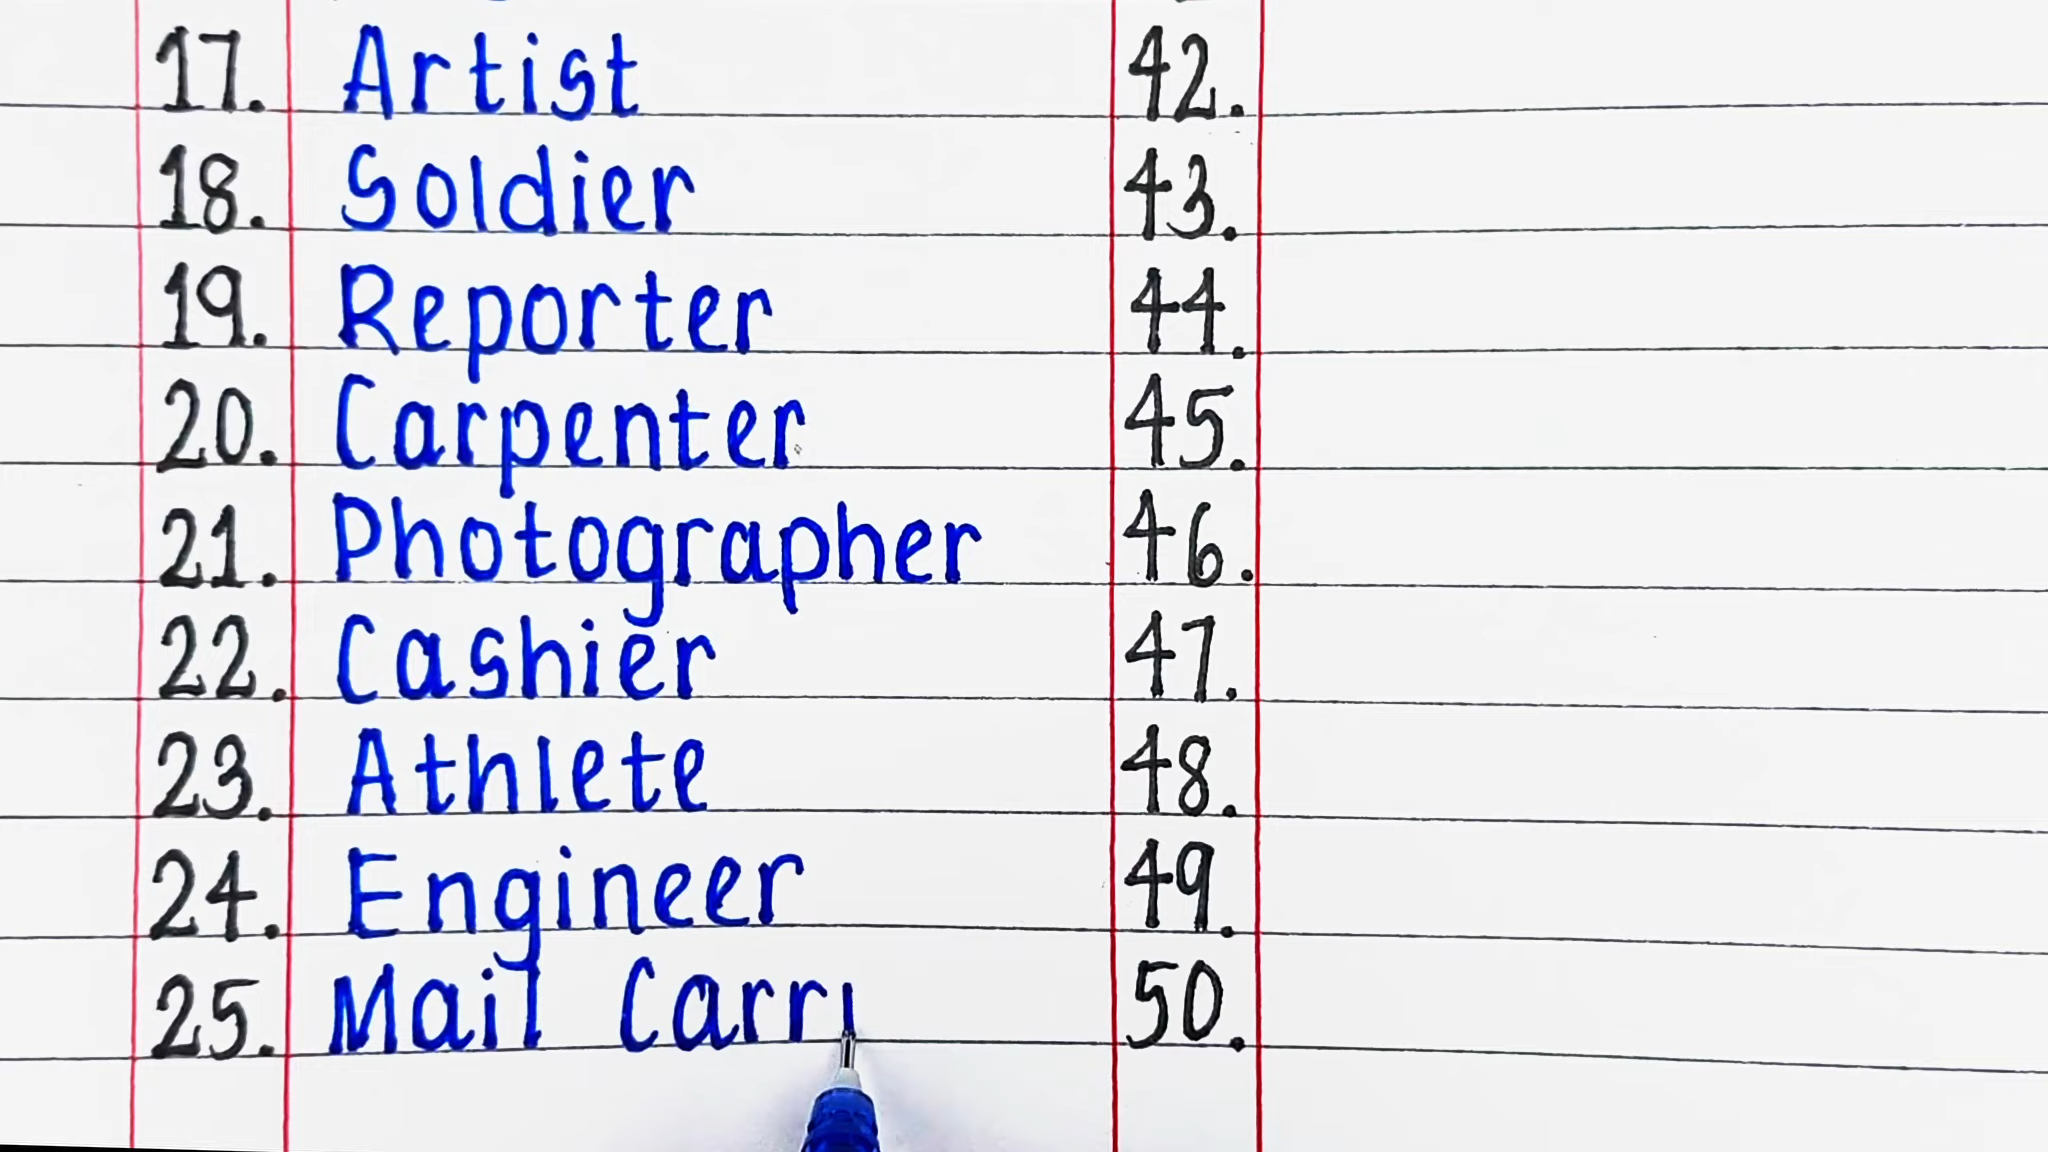 17. Artist 42.
18. Soldier 43.
19. Reporter 44.
20. Carpenter 45.
21. Photographer 46.
22. Cashier 47.
23. Athlete 48.
24. Engineer 49.
25. Mail Carri 50.